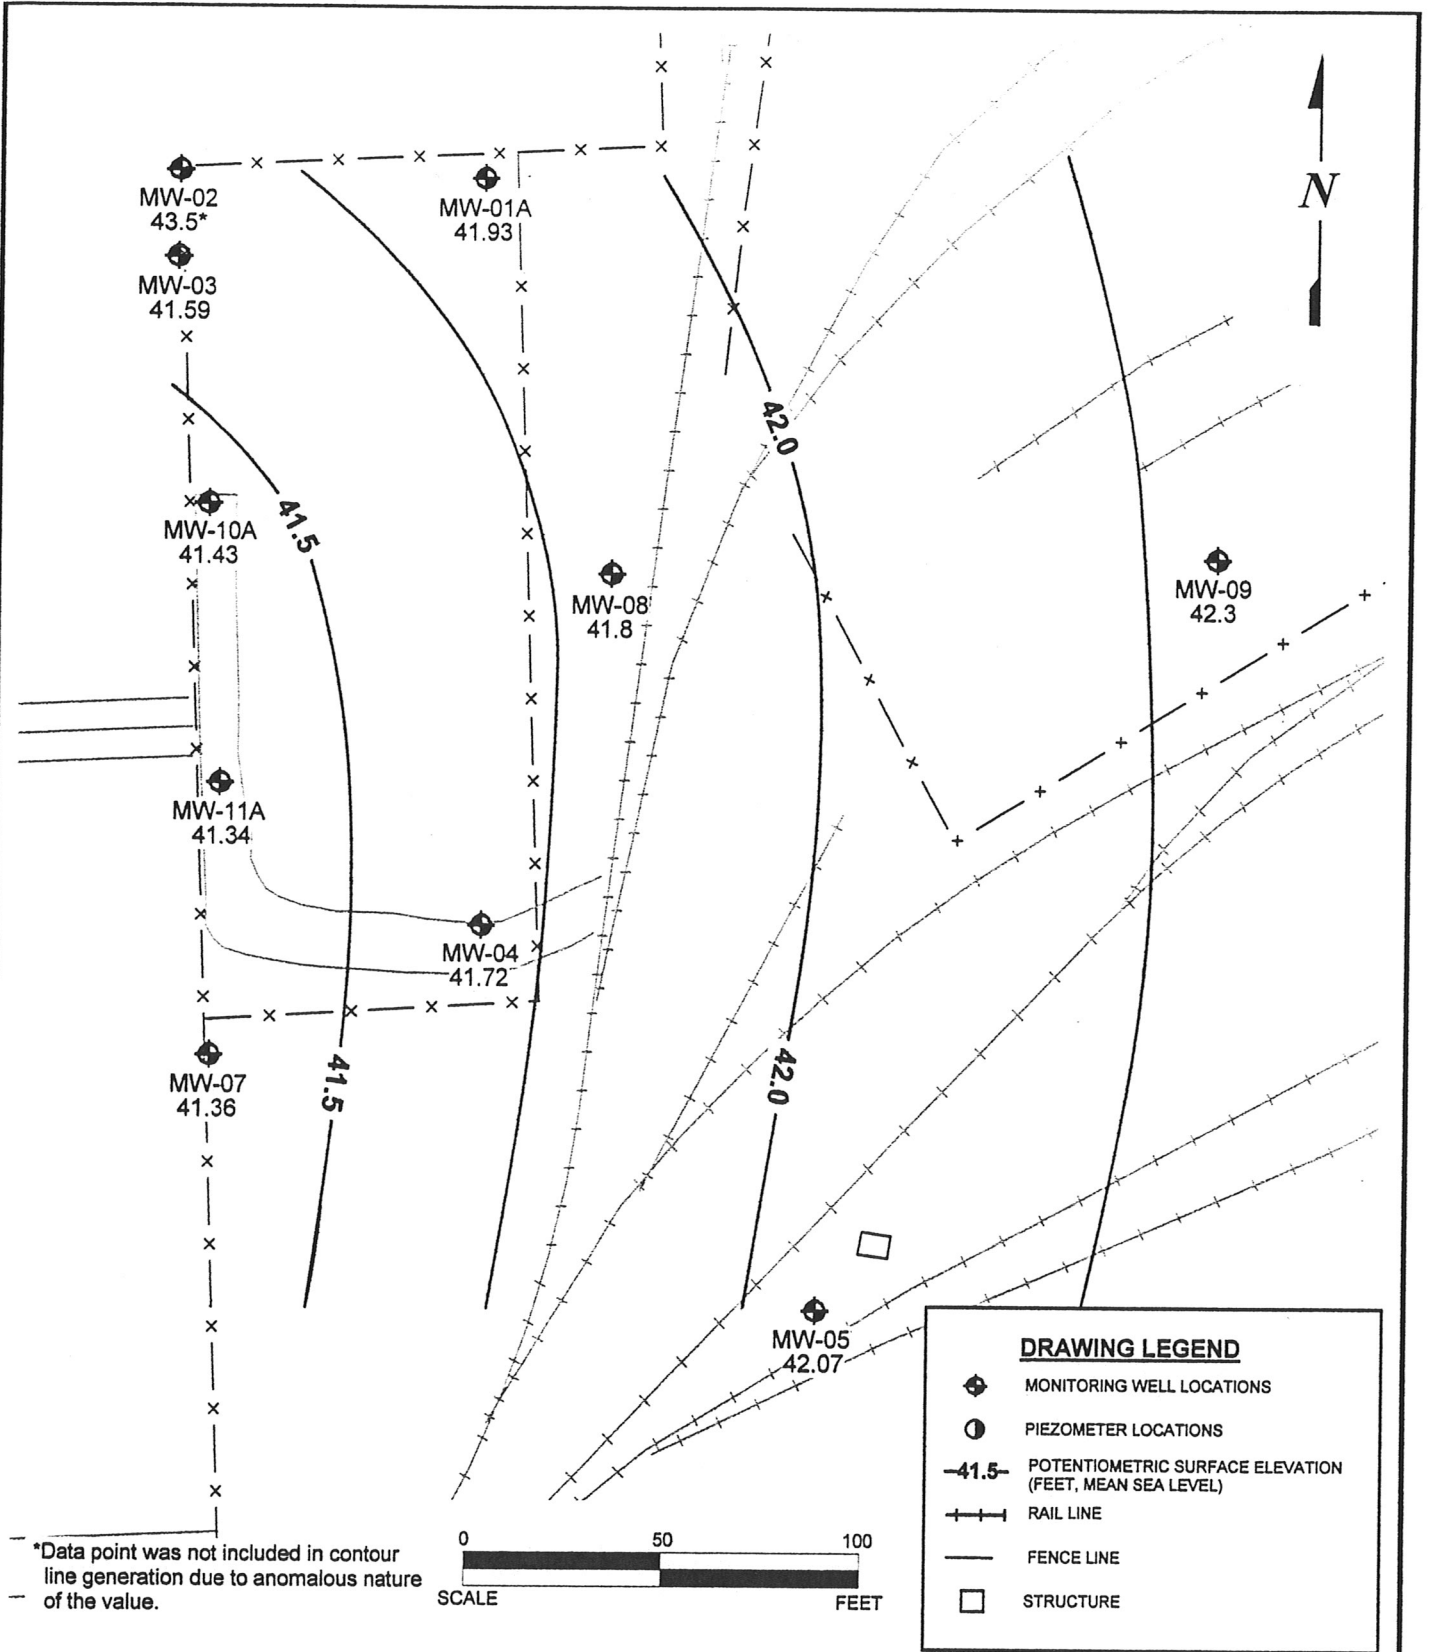 N
MW-02
43.5*
MW-01A
41.93
MW-03
41.59
42.0
MW-10A
41.43
41.5
MW-08
41.8
MW-09
42.3
MW-11A
41.34
MW-04
41.72
MW-07
41.36
41.5
42.0
MW-05
42.07
DRAWING LEGEND
MONITORING WELL LOCATIONS
PIEZOMETER LOCATIONS
41.5
POTENTIOMETRIC SURFACE ELEVATION
(FEET, MEAN SEA LEVEL)
RAIL LINE
FENCE LINE
STRUCTURE
*Data point was not included in contour
line generation due to anomalous nature
of the value.
0 50 100
SCALE FEET